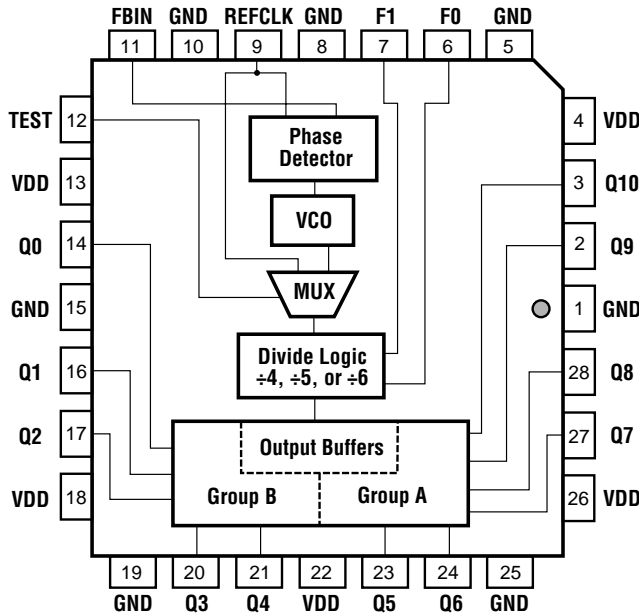 FBIN GND REFCLK GND F1 F0 GND
11 10 9 8 7 6 5
TEST 12
4 VDD
Phase
Detector
VDD 13
3 Q10
VCO
Q0 14
2 Q9
MUX
GND 15
1 GND
Divide Logic
÷4, ÷5, or ÷6
Q1 16
28 Q8
Q2 17
27 Q7
Output Buffers
VDD 18
26 VDD
Group B Group A
19 20 21 22 23 24 25
GND Q3 Q4 VDD Q5 Q6 GND